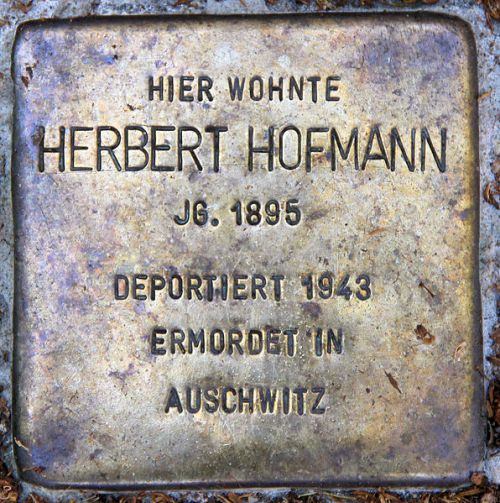 HIER WOHNTE
HERBERT HOFMANN
JG. 1895
DEPORTIERT 1943
ERMORDET IN
AUSCHWITZ